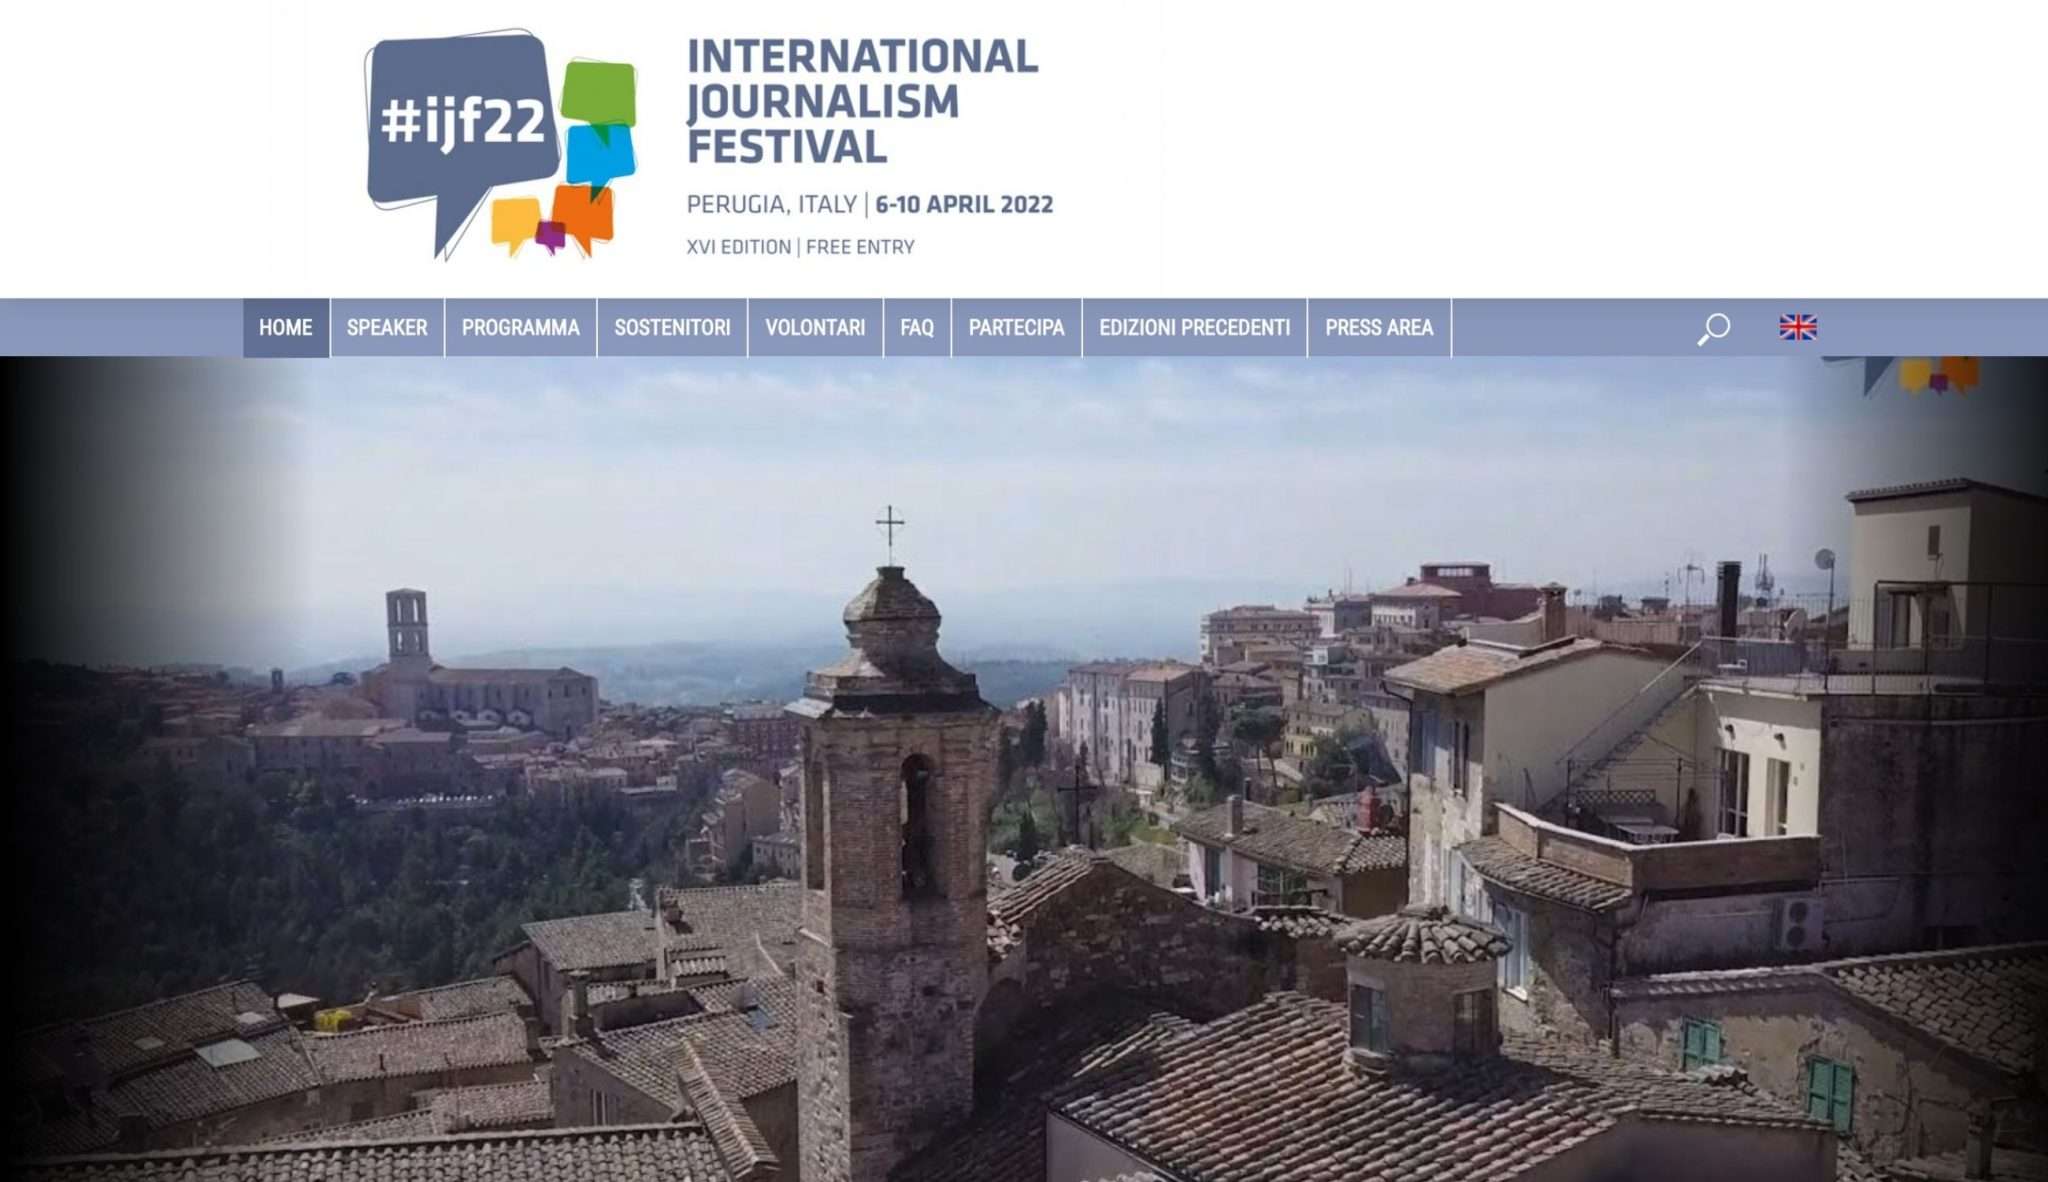 #ijf22
INTERNATIONAL
JOURNALISM
FESTIVAL
PERUGIA, ITALY | 6-10 APRIL 2022
XVI EDITION | FREE ENTRY
HOME SPEAKER PROGRAMMA SOSTENITORI VOLONTARI FAQ PARTECIPA EDIZIONI PRECEDENTI PRESS AREA